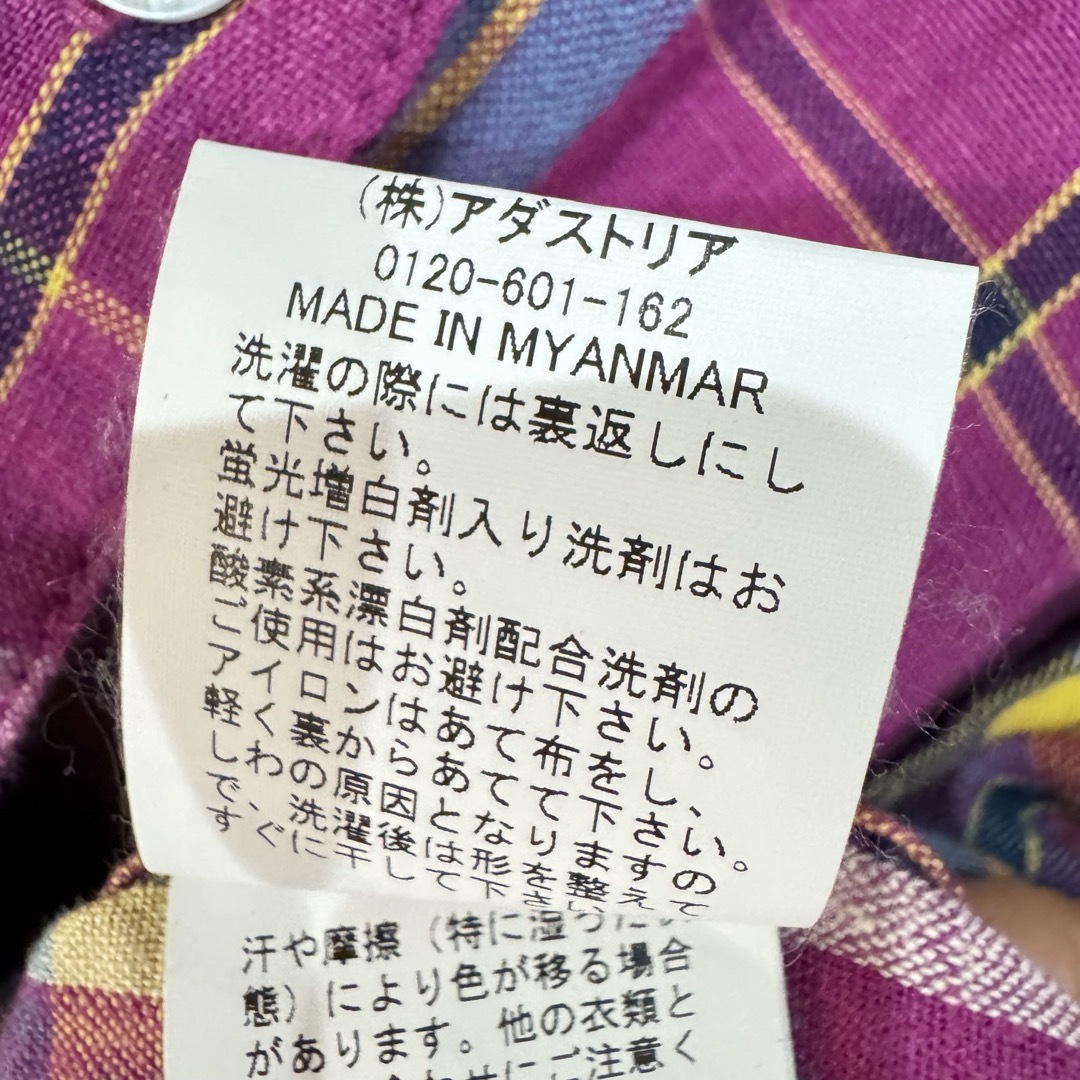 (株)アダストリア
0120-601-162
MADE IN MYANMAR
洗濯の際には裏返しにし
て下さい。
蛍光増白剤入り洗剤はお
避け下さい。
酸素系漂白剤配合洗剤の
ご使用はお避け下さい。
アイロンはあて布をし、
軽く裏からあてて下さい。
しわの原因となりますの
で、洗濯後は形を整えて
すぐに干して下さ
汗や摩擦(特に湿った
態)により色が移る場合
があります。他の衣類と
せにご注意く